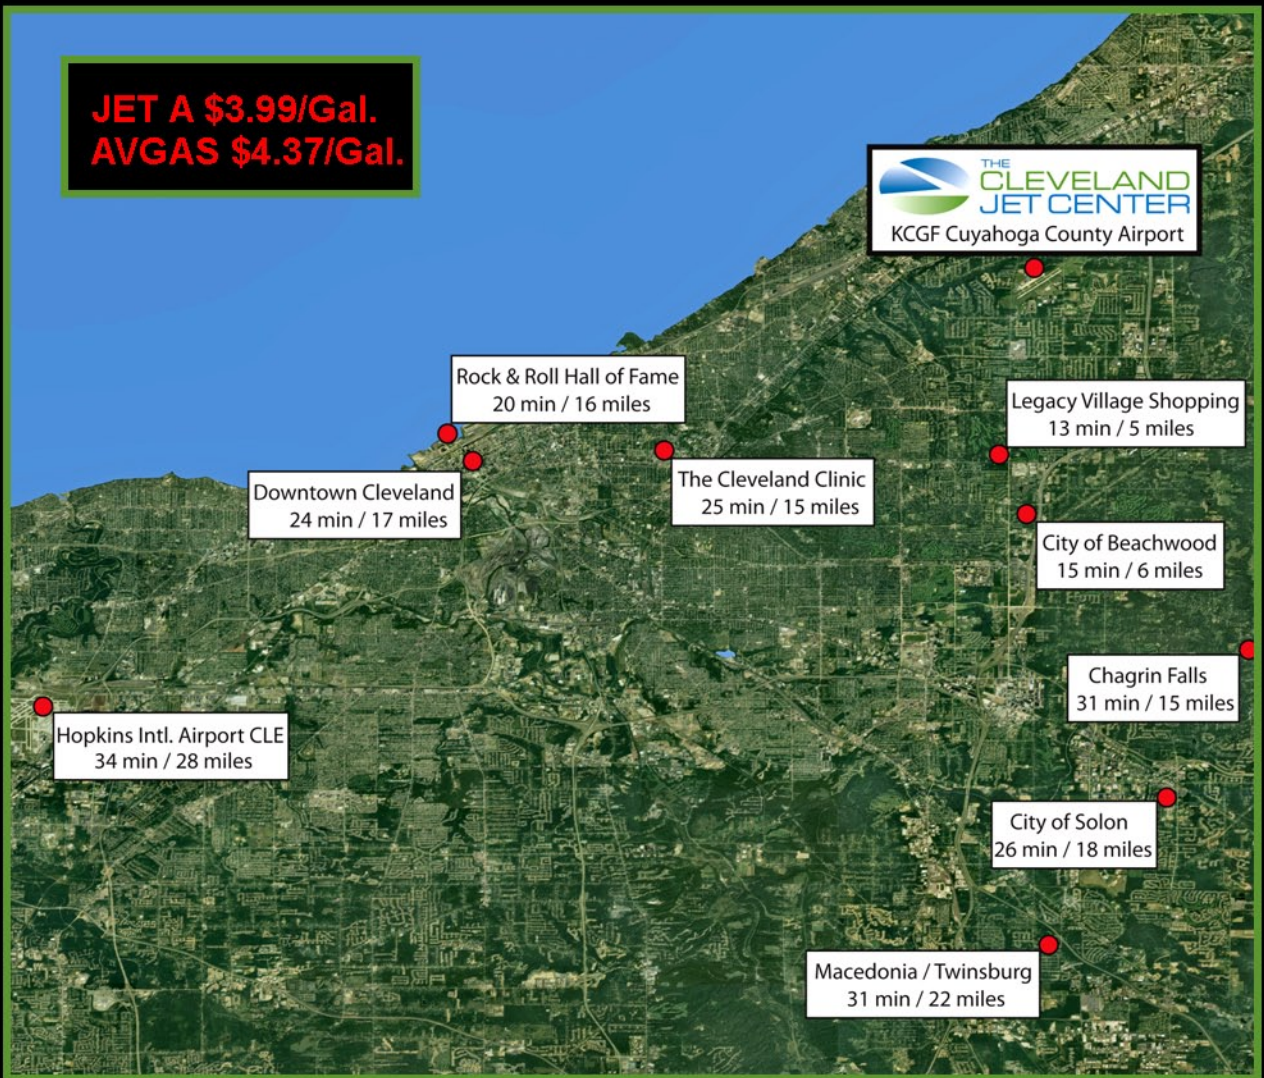 JET A $3.99/Gal.
AVGAS $4.37/Gal.
THE
CLEVELAND
JET CENTER
KCGF Cuyahoga County Airport
Rock & Roll Hall of Fame
20 min / 16 miles
Legacy Village Shopping
13 min / 5 miles
Downtown Cleveland
24 min / 17 miles
The Cleveland Clinic
25 min / 15 miles
City of Beachwood
15 min / 6 miles
Chagrin Falls
31 min / 15 miles
Hopkins Intl. Airport CLE
34 min / 28 miles
City of Solon
26 min / 18 miles
Macedonia / Twinsburg
31 min / 22 miles